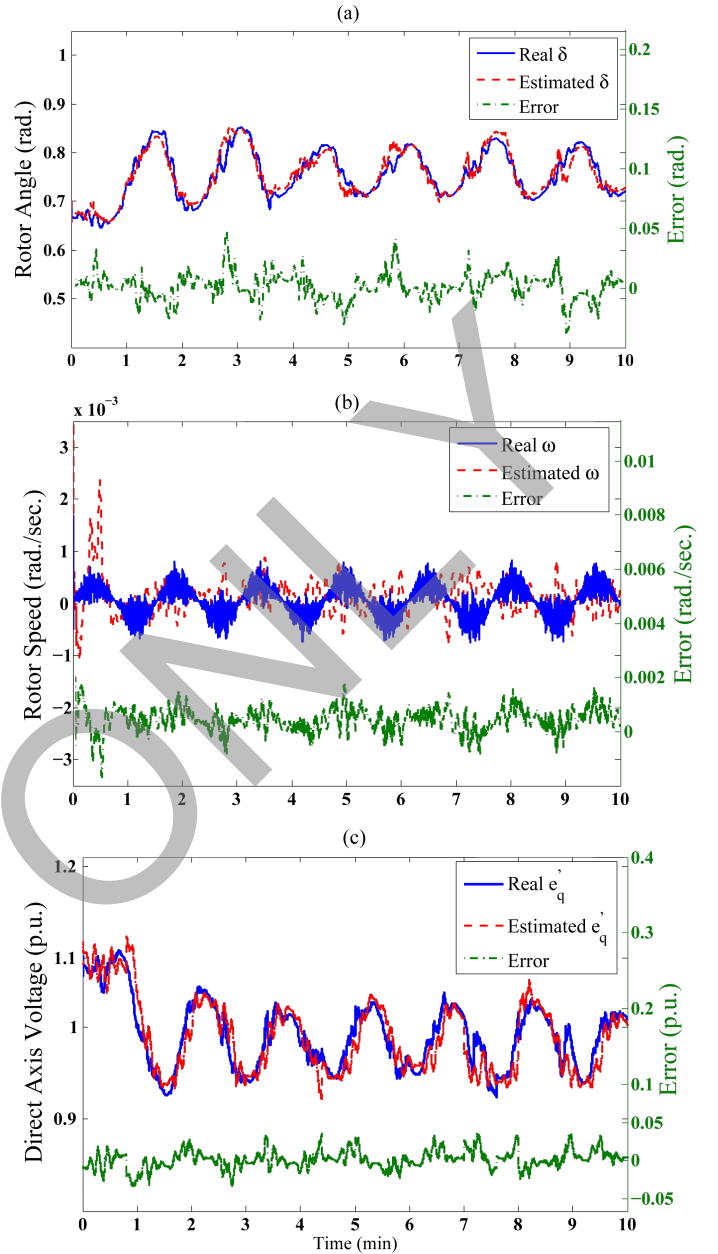 (a)
1
0.9
0.8
0.7
0.6
0.5
Rotor Angle (rad.)
0.2
0.15
0.1
0.05
0
Error (rad.)
Real δ
Estimated δ
Error
0 1 2 3 4 5 6 7 8 9 10
(b)
x 10⁻³
3
2
1
0
−1
−2
−3
Rotor Speed (rad./sec.)
0.01
0.008
0.006
0.004
0.002
0
Error (rad./sec.)
Real ω
Estimated ω
Error
0 1 2 3 4 5 6 7 8 9 10
(c)
1.2
1.1
1
0.9
Direct Axis Voltage (p.u.)
0.4
0.3
0.2
0.1
0.05
0
−0.05
Error (p.u.)
Real e'q
Estimated e'q
Error
0 1 2 3 4 5 6 7 8 9 10
Time (min)
ONLY